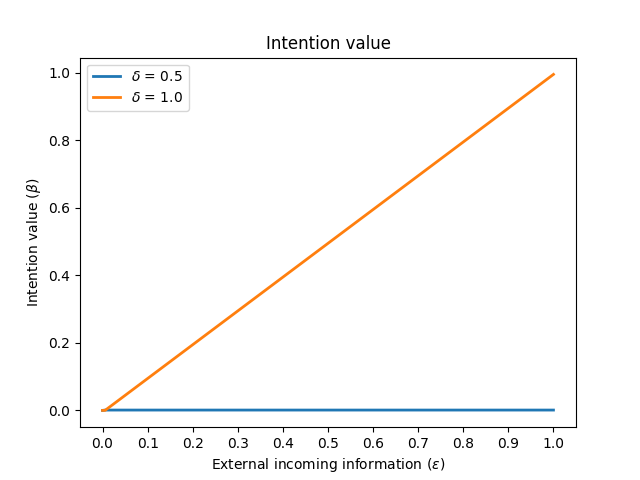 Intention value
δ = 0.5
δ = 1.0
Intention value (β)
1.0
0.8
0.6
0.4
0.2
0.0
0.0 0.1 0.2 0.3 0.4 0.5 0.6 0.7 0.8 0.9 1.0
External incoming information (ε)